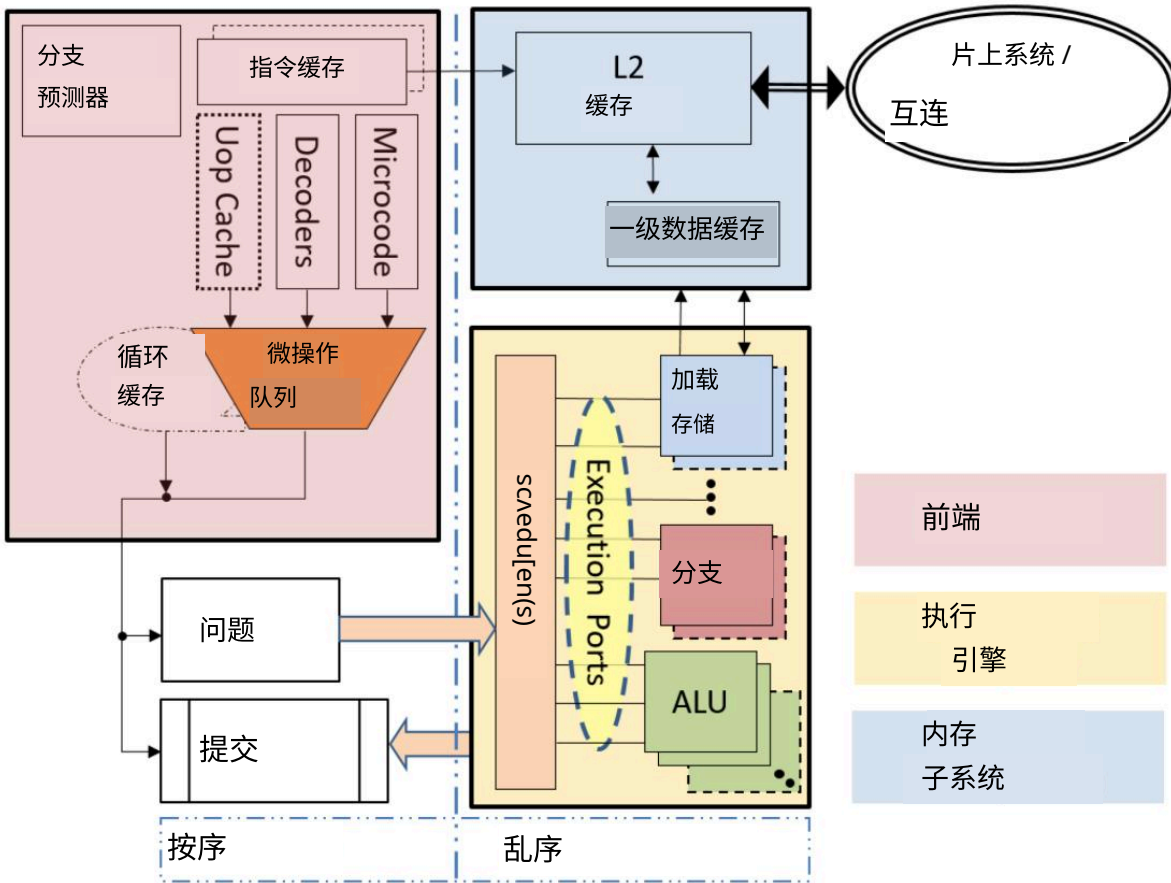 分支
预测器
指令缓存
Uop Cache
Decoders
Microcode
循环
缓存
微操作
队列
L2
缓存
一级数据缓存
片上系统 /
互连
加载
存储
Execution Ports
分支
ALU
问题
提交
按序
乱序
前端
执行
引擎
内存
子系统